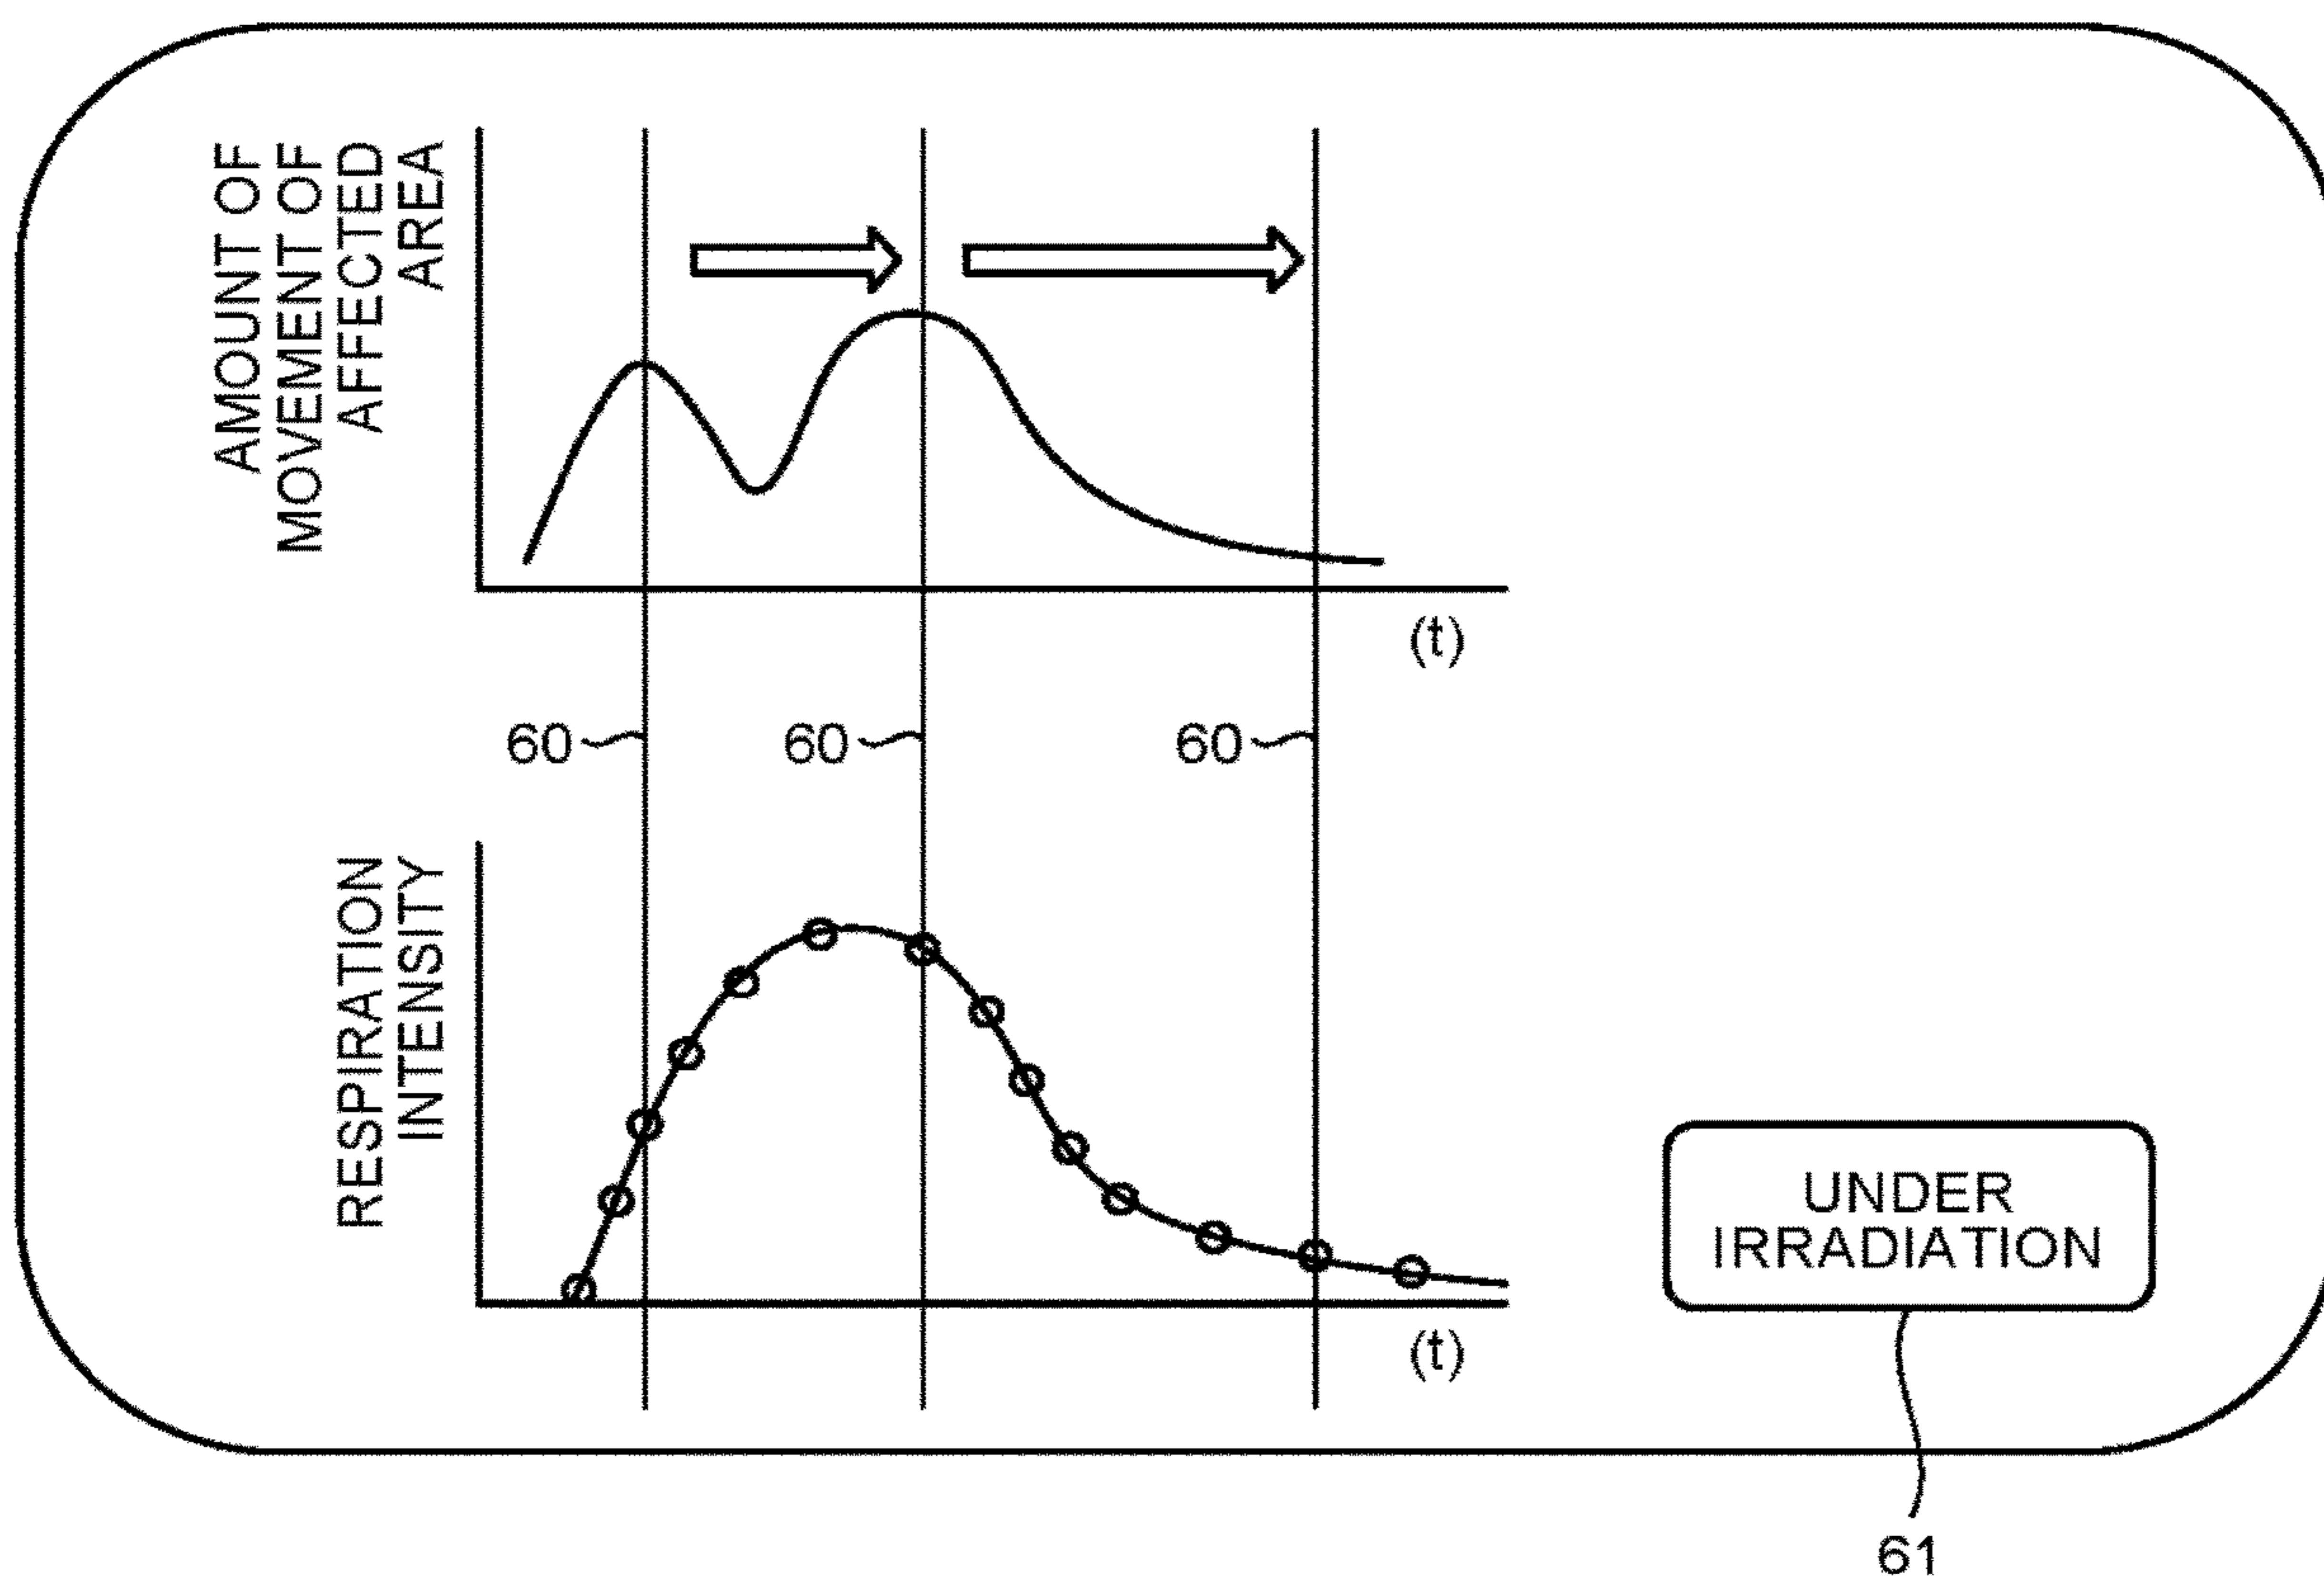 AMOUNT OF
MOVEMENT OF
AFFECTED
AREA
(t)
60
60
60
RESPIRATION
INTENSITY
(t)
UNDER
IRRADIATION
61